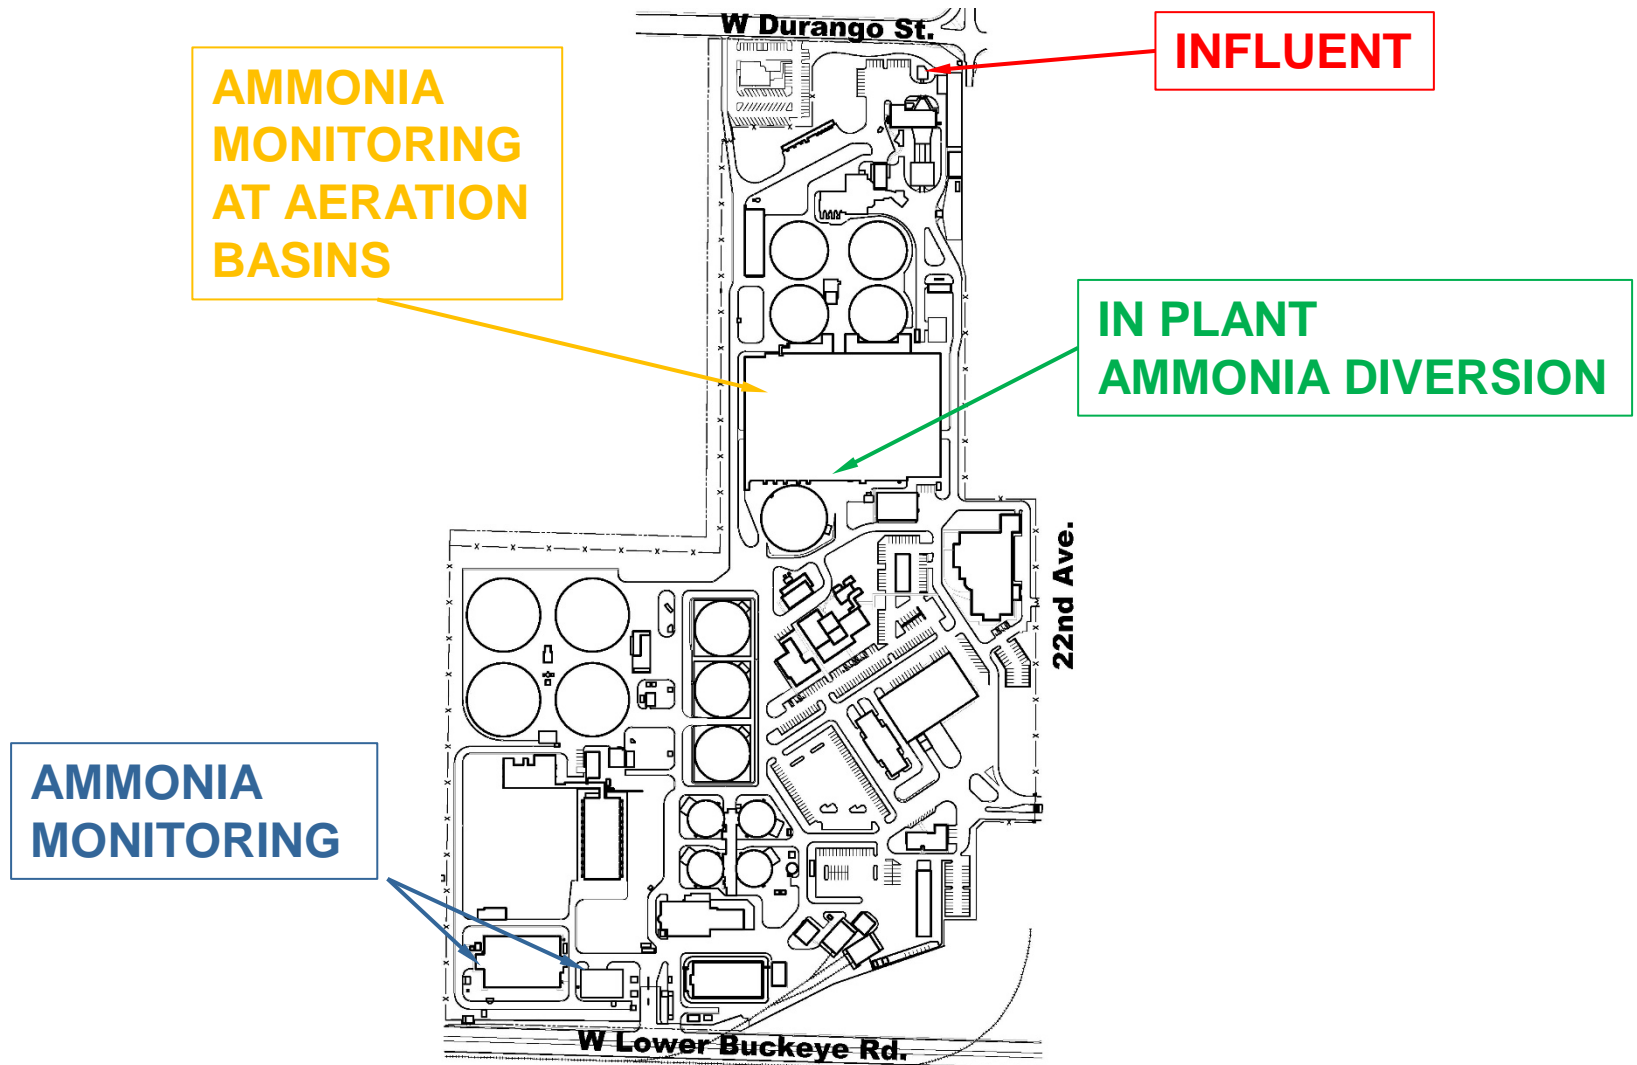 W Durango St.
INFLUENT
AMMONIA
MONITORING
AT AERATION
BASINS
IN PLANT
AMMONIA DIVERSION
22nd Ave.
AMMONIA
MONITORING
W Lower Buckeye Rd.